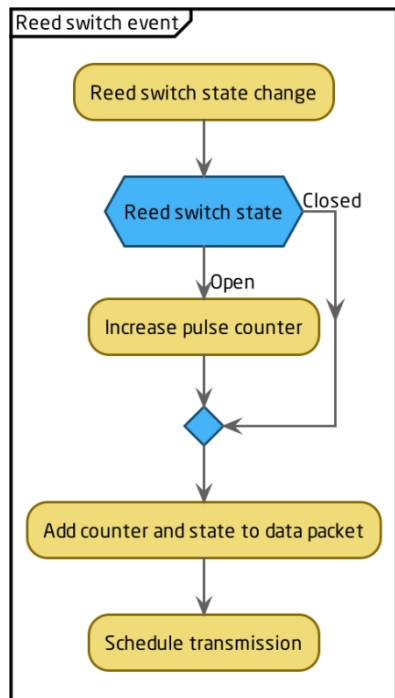 Reed switch event
Reed switch state change
Reed switch state
Closed
Open
Increase pulse counter
Add counter and state to data packet
Schedule transmission